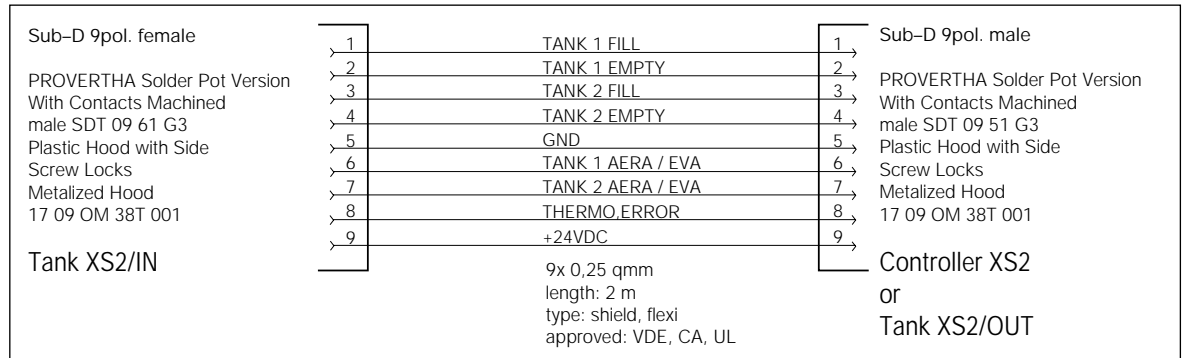 Sub–D 9pol. female
PROVERTHA Solder Pot Version
With Contacts Machined
male SDT 09 61 G3
Plastic Hood with Side
Screw Locks
Metalized Hood
17 09 OM 38T 001
Tank XS2/IN
1 TANK 1 FILL 1
2 TANK 1 EMPTY 2
3 TANK 2 FILL 3
4 TANK 2 EMPTY 4
5 GND 5
6 TANK 1 AERA / EVA 6
7 TANK 2 AERA / EVA 7
8 THERMO,ERROR 8
9 +24VDC 9
9x 0,25 qmm
length: 2 m
type: shield, flexi
approved: VDE, CA, UL
Sub–D 9pol. male
PROVERTHA Solder Pot Version
With Contacts Machined
male SDT 09 51 G3
Plastic Hood with Side
Screw Locks
Metalized Hood
17 09 OM 38T 001
Controller XS2
or
Tank XS2/OUT